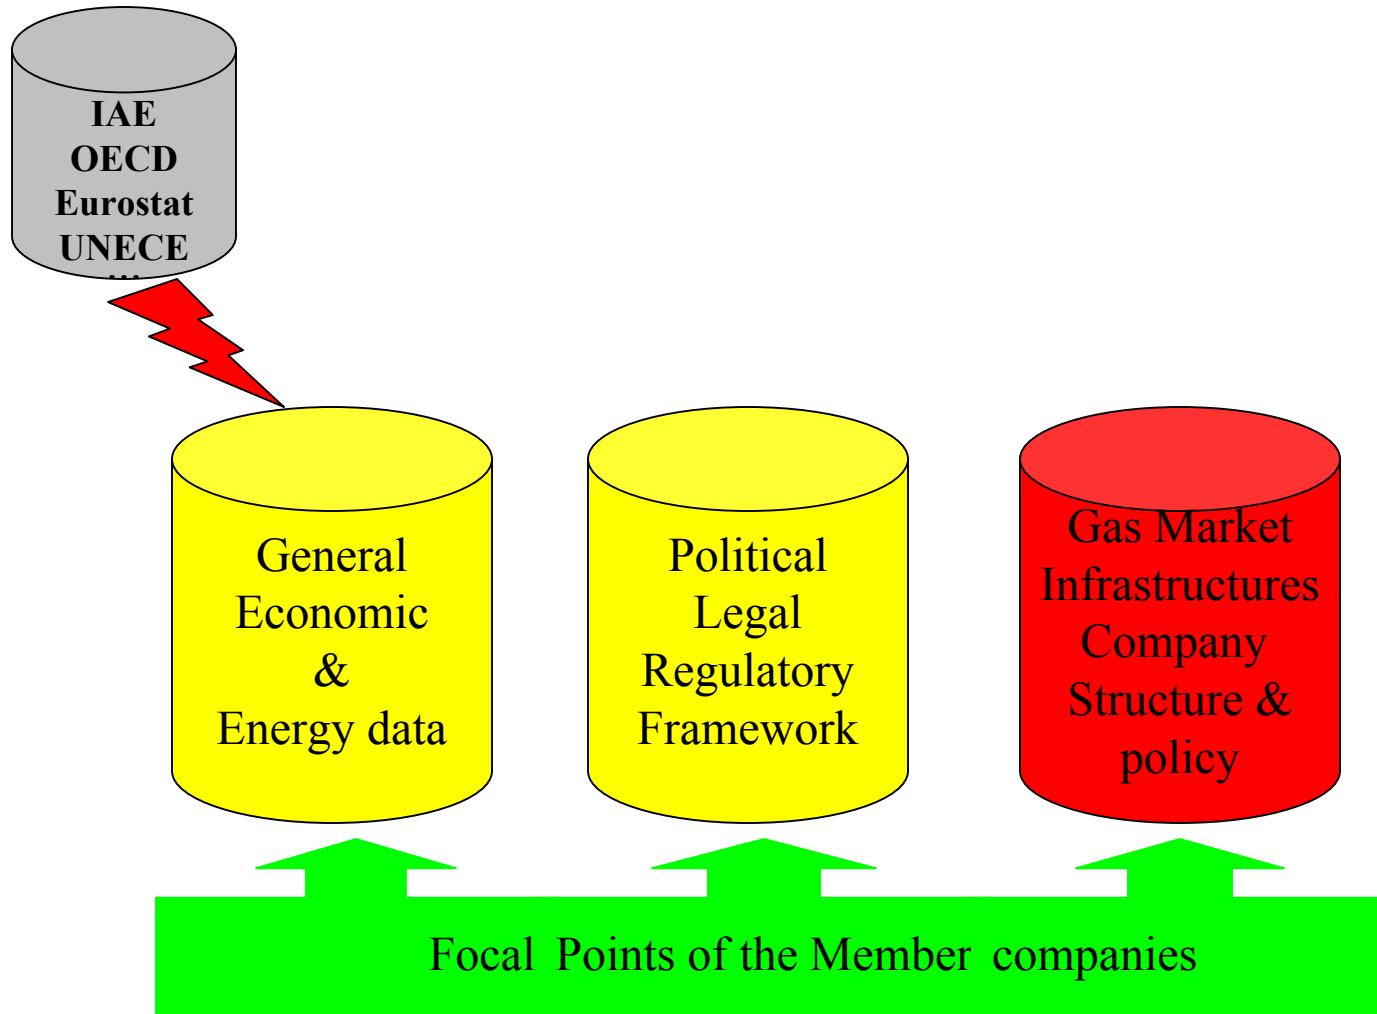 IAE
OECD
Eurostat
UNECE
...
General
Economic
&
Energy data
Political
Legal
Regulatory
Framework
Gas Market
Infrastructures
Company
Structure &
policy
Focal Points of the Member companies